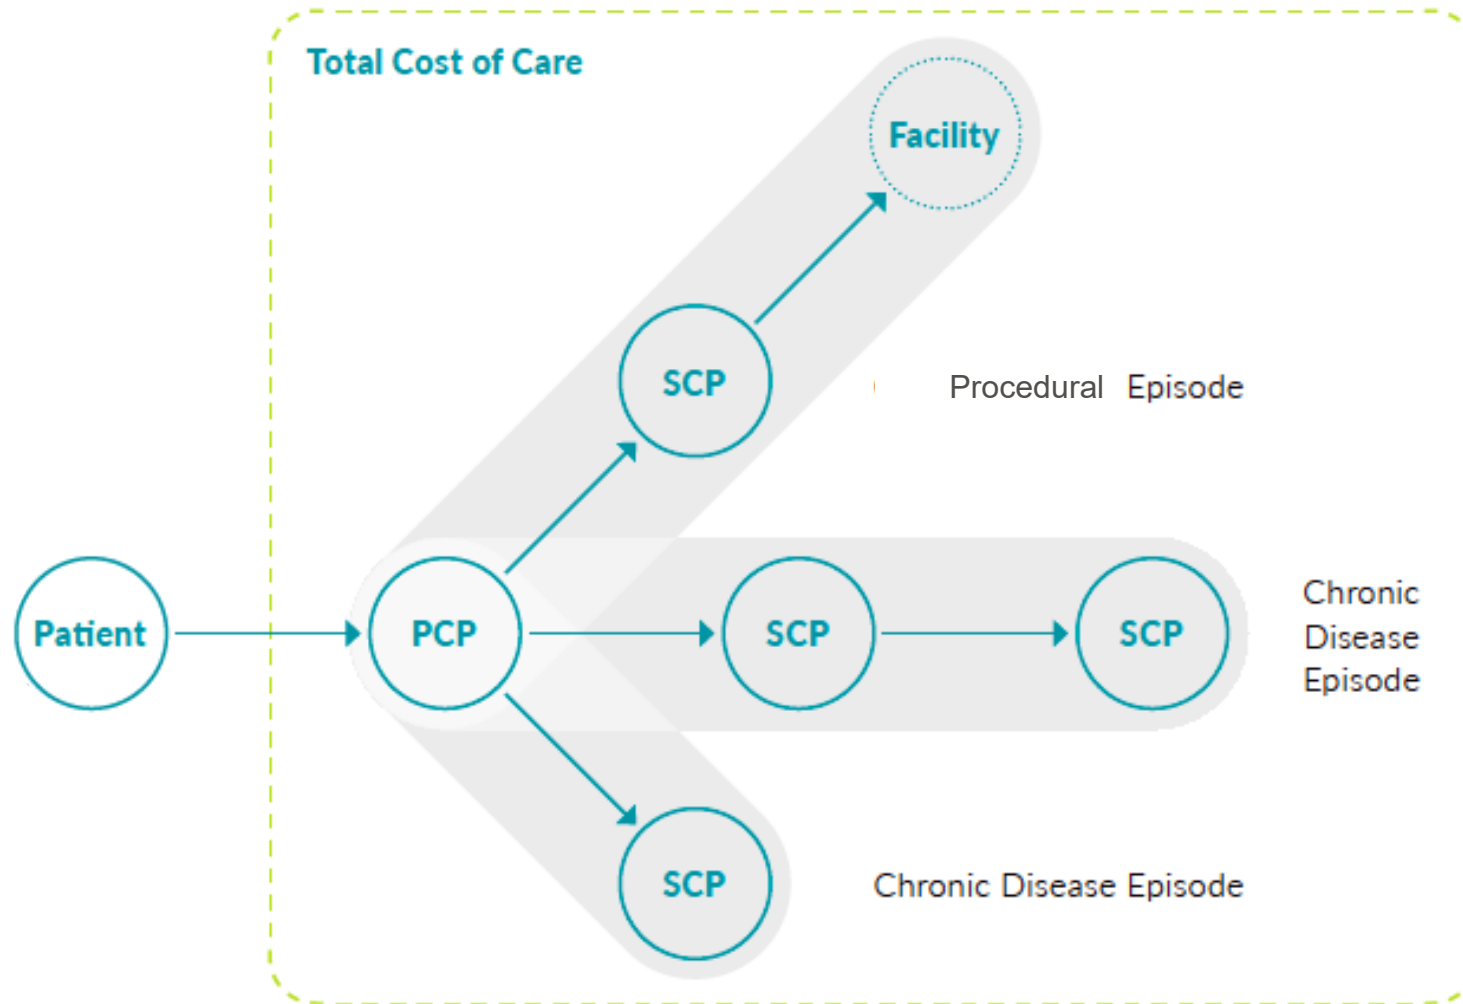 Total Cost of Care
Facility
SCP
Procedural Episode
Patient
PCP
SCP
SCP
Chronic
Disease
Episode
SCP
Chronic Disease Episode